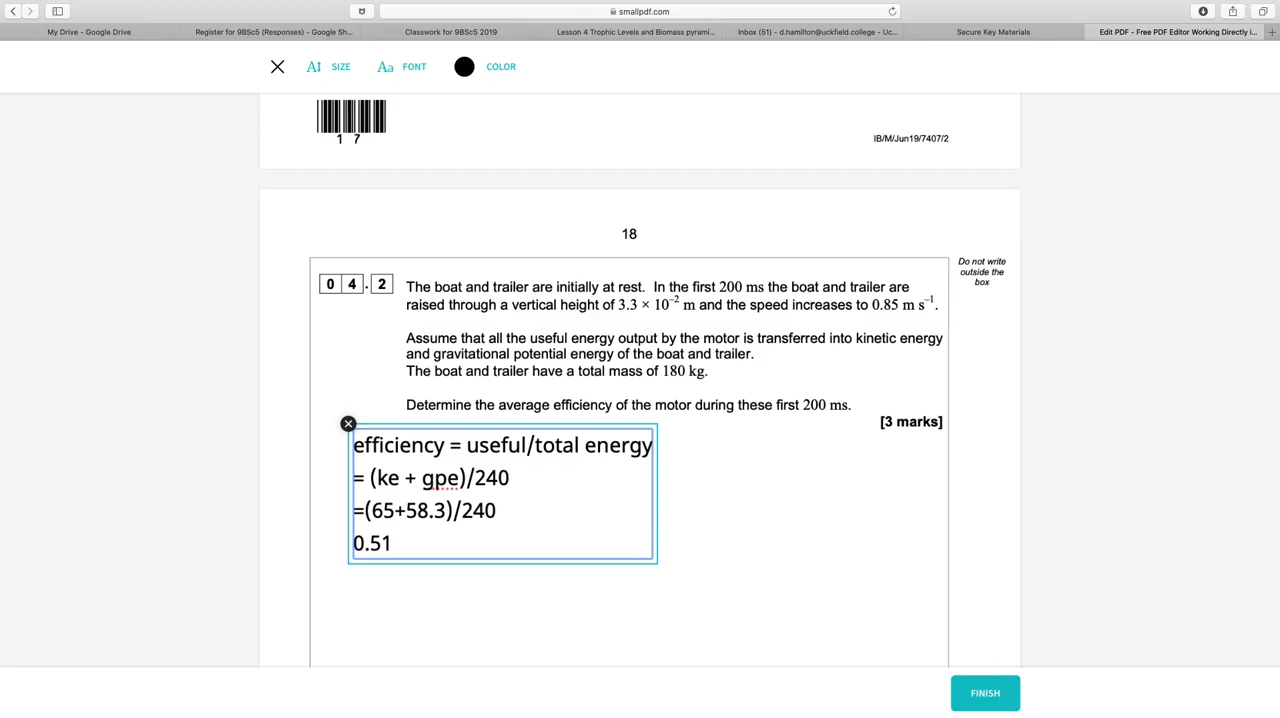 smallpdf.com
My Drive - Google Drive
Register for 9BSc5 (Responses) - Google Sh...
Classwork for 9BSc5 2019
Lesson 4 Trophic Levels and Biomass pyrami...
Inbox (51) - d.hamilton@uckfield.college - Uc...
Secure Key Materials
Edit PDF - Free PDF Editor Working Directly i...
SIZE
Aa FONT
COLOR
1 7
IB/M/Jun19/7407/2
18
Do not write
outside the
box
0 4 . 2
The boat and trailer are initially at rest. In the first 200 ms the boat and trailer are
raised through a vertical height of 3.3 × 10⁻² m and the speed increases to 0.85 m s⁻¹.
Assume that all the useful energy output by the motor is transferred into kinetic energy
and gravitational potential energy of the boat and trailer.
The boat and trailer have a total mass of 180 kg.
Determine the average efficiency of the motor during these first 200 ms.
[3 marks]
efficiency = useful/total energy
= (ke + gpe)/240
=(65+58.3)/240
0.51
FINISH